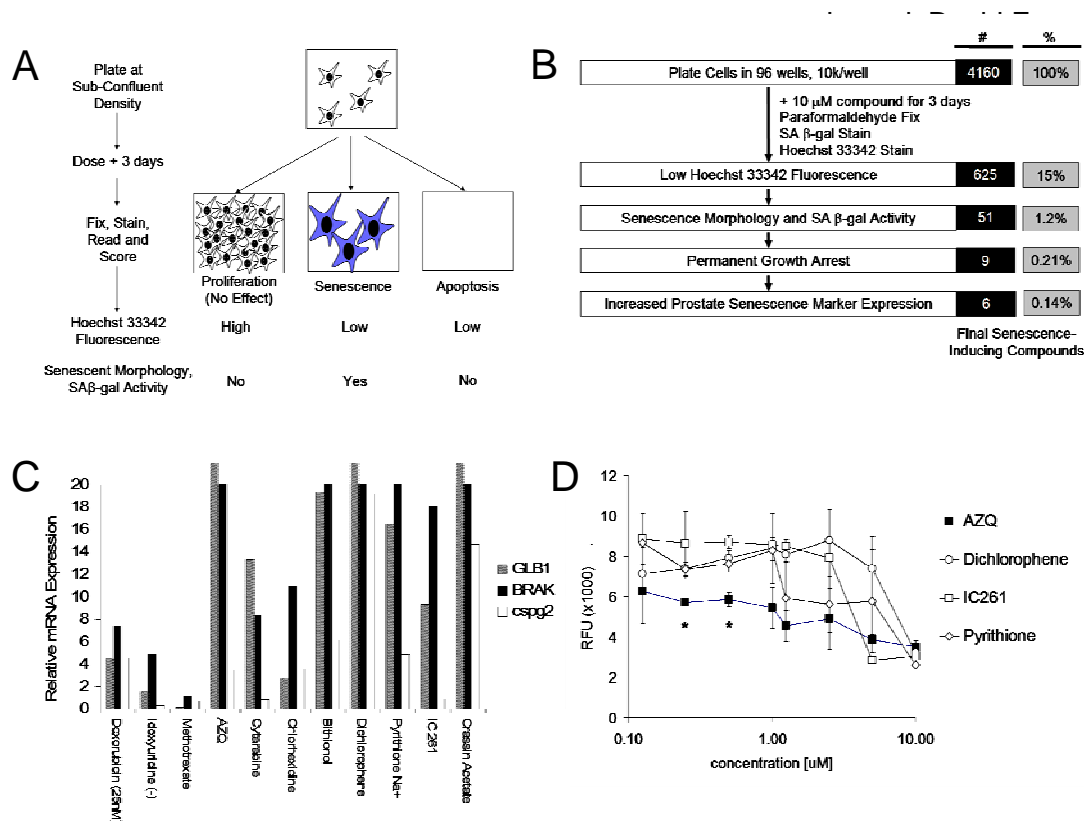 A
Plate at
Sub-Confluent
Density
Dose + 3 days
Fix, Stain,
Read and
Score
Hoechst 33342
Fluorescence
Senescent Morphology,
SAβ-gal Activity
Proliferation
(No Effect)
Senescence
Apoptosis
High
Low
Low
No
Yes
No
B
#
%
Plate Cells in 96 wells, 10k/well
4160
100%
+ 10 µM compound for 3 days
Paraformaldehyde Fix
SA β-gal Stain
Hoechst 33342 Stain
Low Hoechst 33342 Fluorescence
625
15%
Senescence Morphology and SA β-gal Activity
51
1.2%
Permanent Growth Arrest
9
0.21%
Increased Prostate Senescence Marker Expression
6
0.14%
Final Senescence-
Inducing Compounds
C
Relative mRNA Expression
20
18
16
14
12
10
8
6
4
2
0
GLB1
BRAK
cspg2
Doxorubicin (25nM)
Idoxyuridine (-)
Methotrexate
AZQ
Cytarabine
Chlorhexidine
Bithionol
Dichlorophene
Pyrithione Na+
IC 261
Crassin Acetate
D
RFU (x1000)
12
10
8
6
4
2
0
* *
0.10
1.00
10.00
concentration [uM]
AZQ
Dichlorophene
IC261
Pyrithione